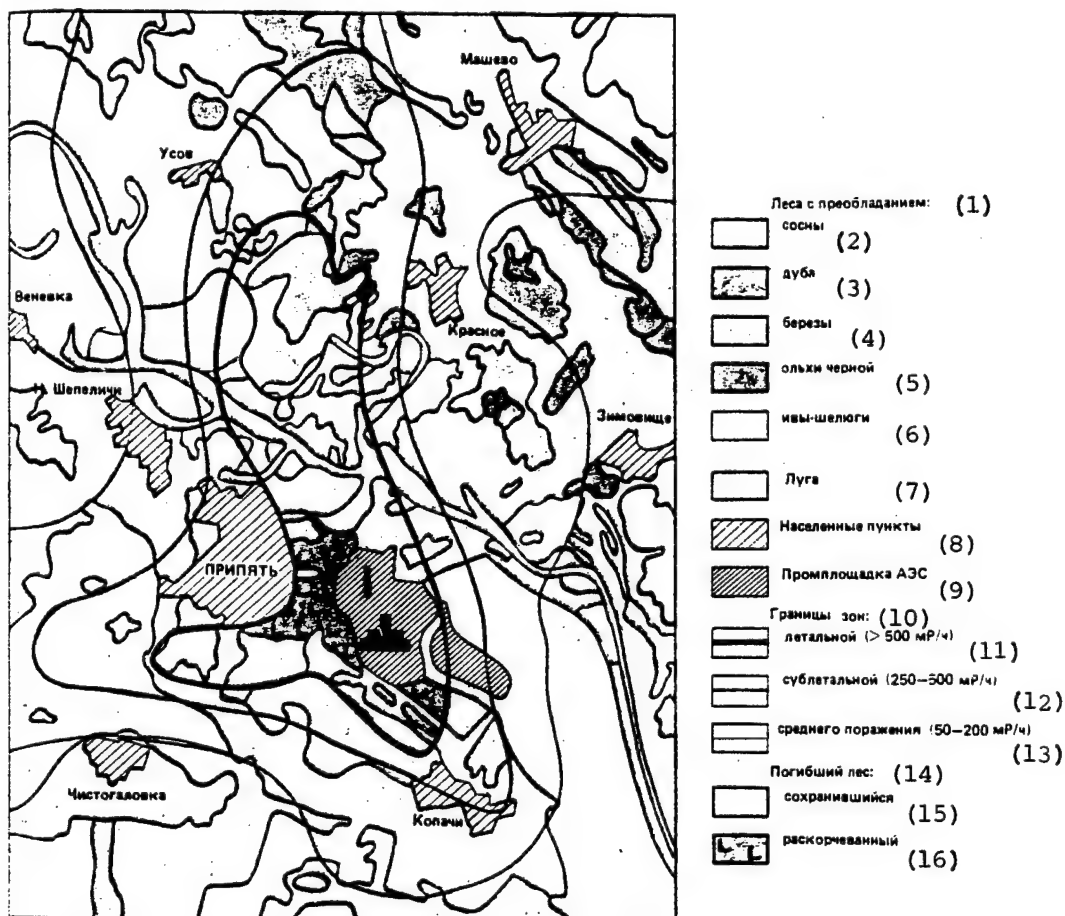 Машево
Усов
Веневка
Красное
Н. Шепеличи
Зимовище
ПРИПЯТЬ
Чистогаловка
Копачи
Леса с преобладанием: (1)
сосны (2)
дуба (3)
березы (4)
ольхи черной (5)
ивы-шелюги (6)
Луга (7)
Населенные пункты (8)
Промплощадка АЭС (9)
Границы зон: (10)
летальной (> 500 мР/ч) (11)
сублетальной (250—500 мР/ч) (12)
среднего поражения (50—200 мР/ч) (13)
Погибший лес: (14)
сохранившийся (15)
раскорчеванный (16)